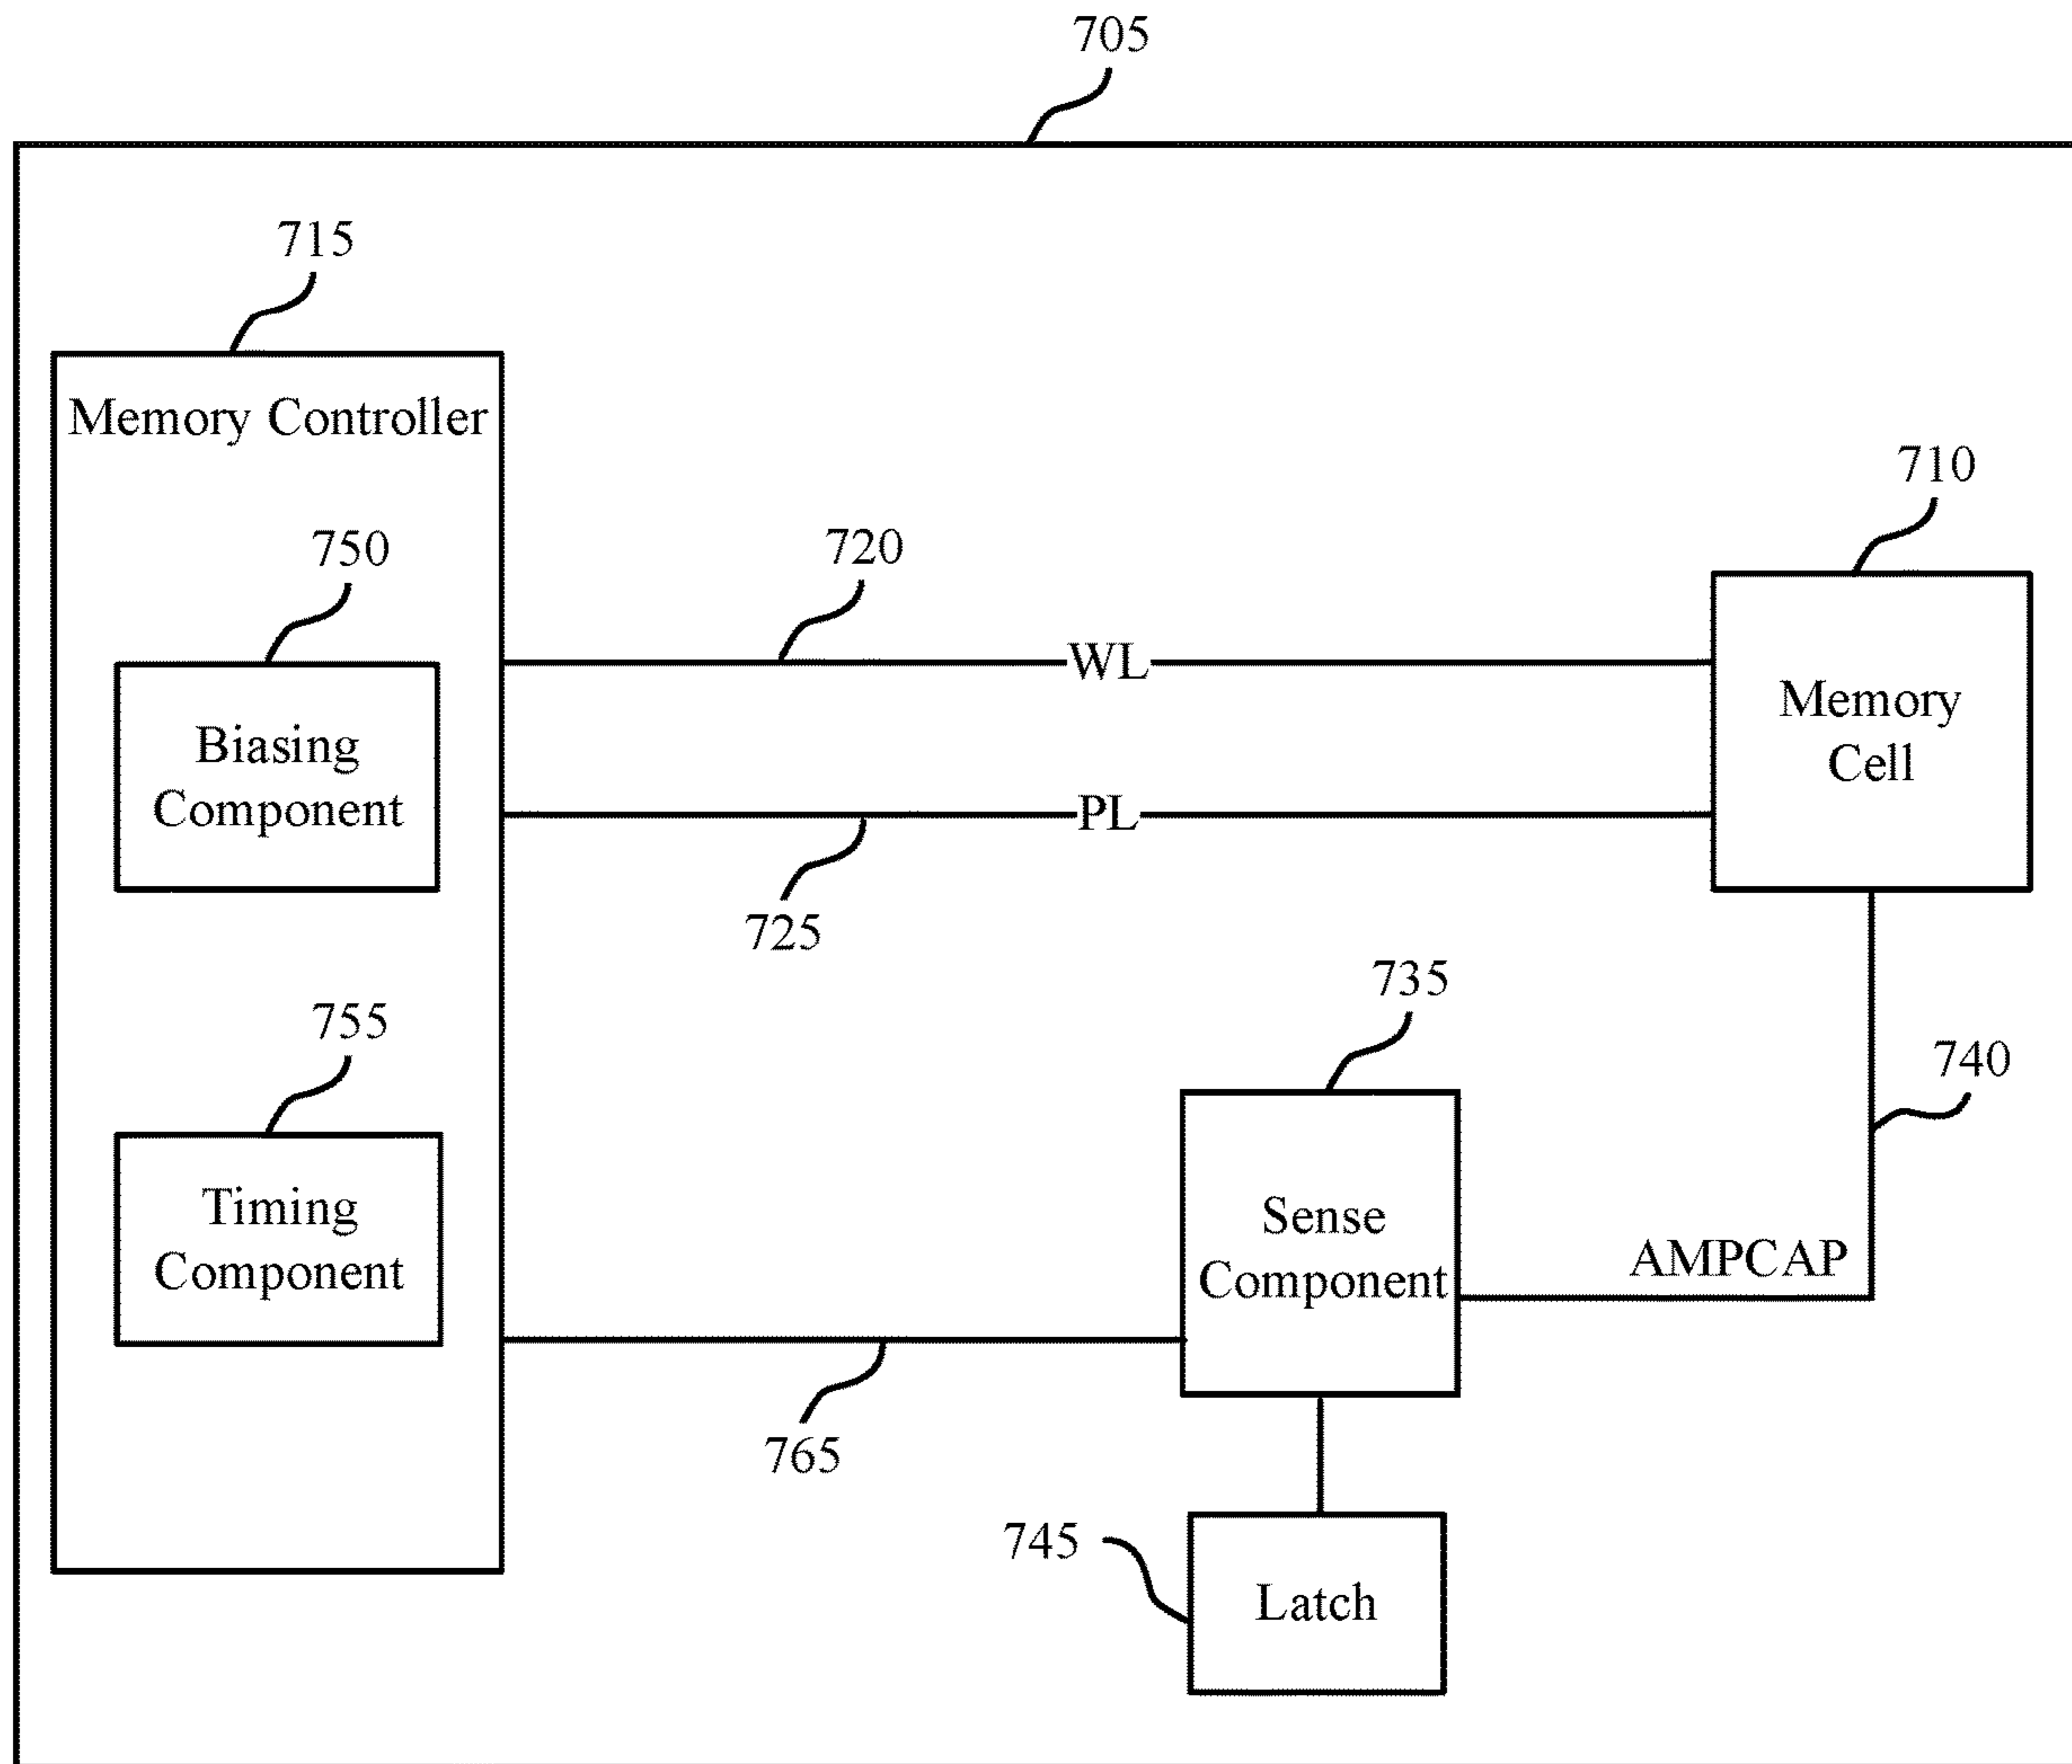 705
715
Memory Controller
710
750
720
WL
Memory
Cell
Biasing
Component
PL
725
735
755
740
Sense
Component
Timing
Component
AMPCAP
765
745
Latch